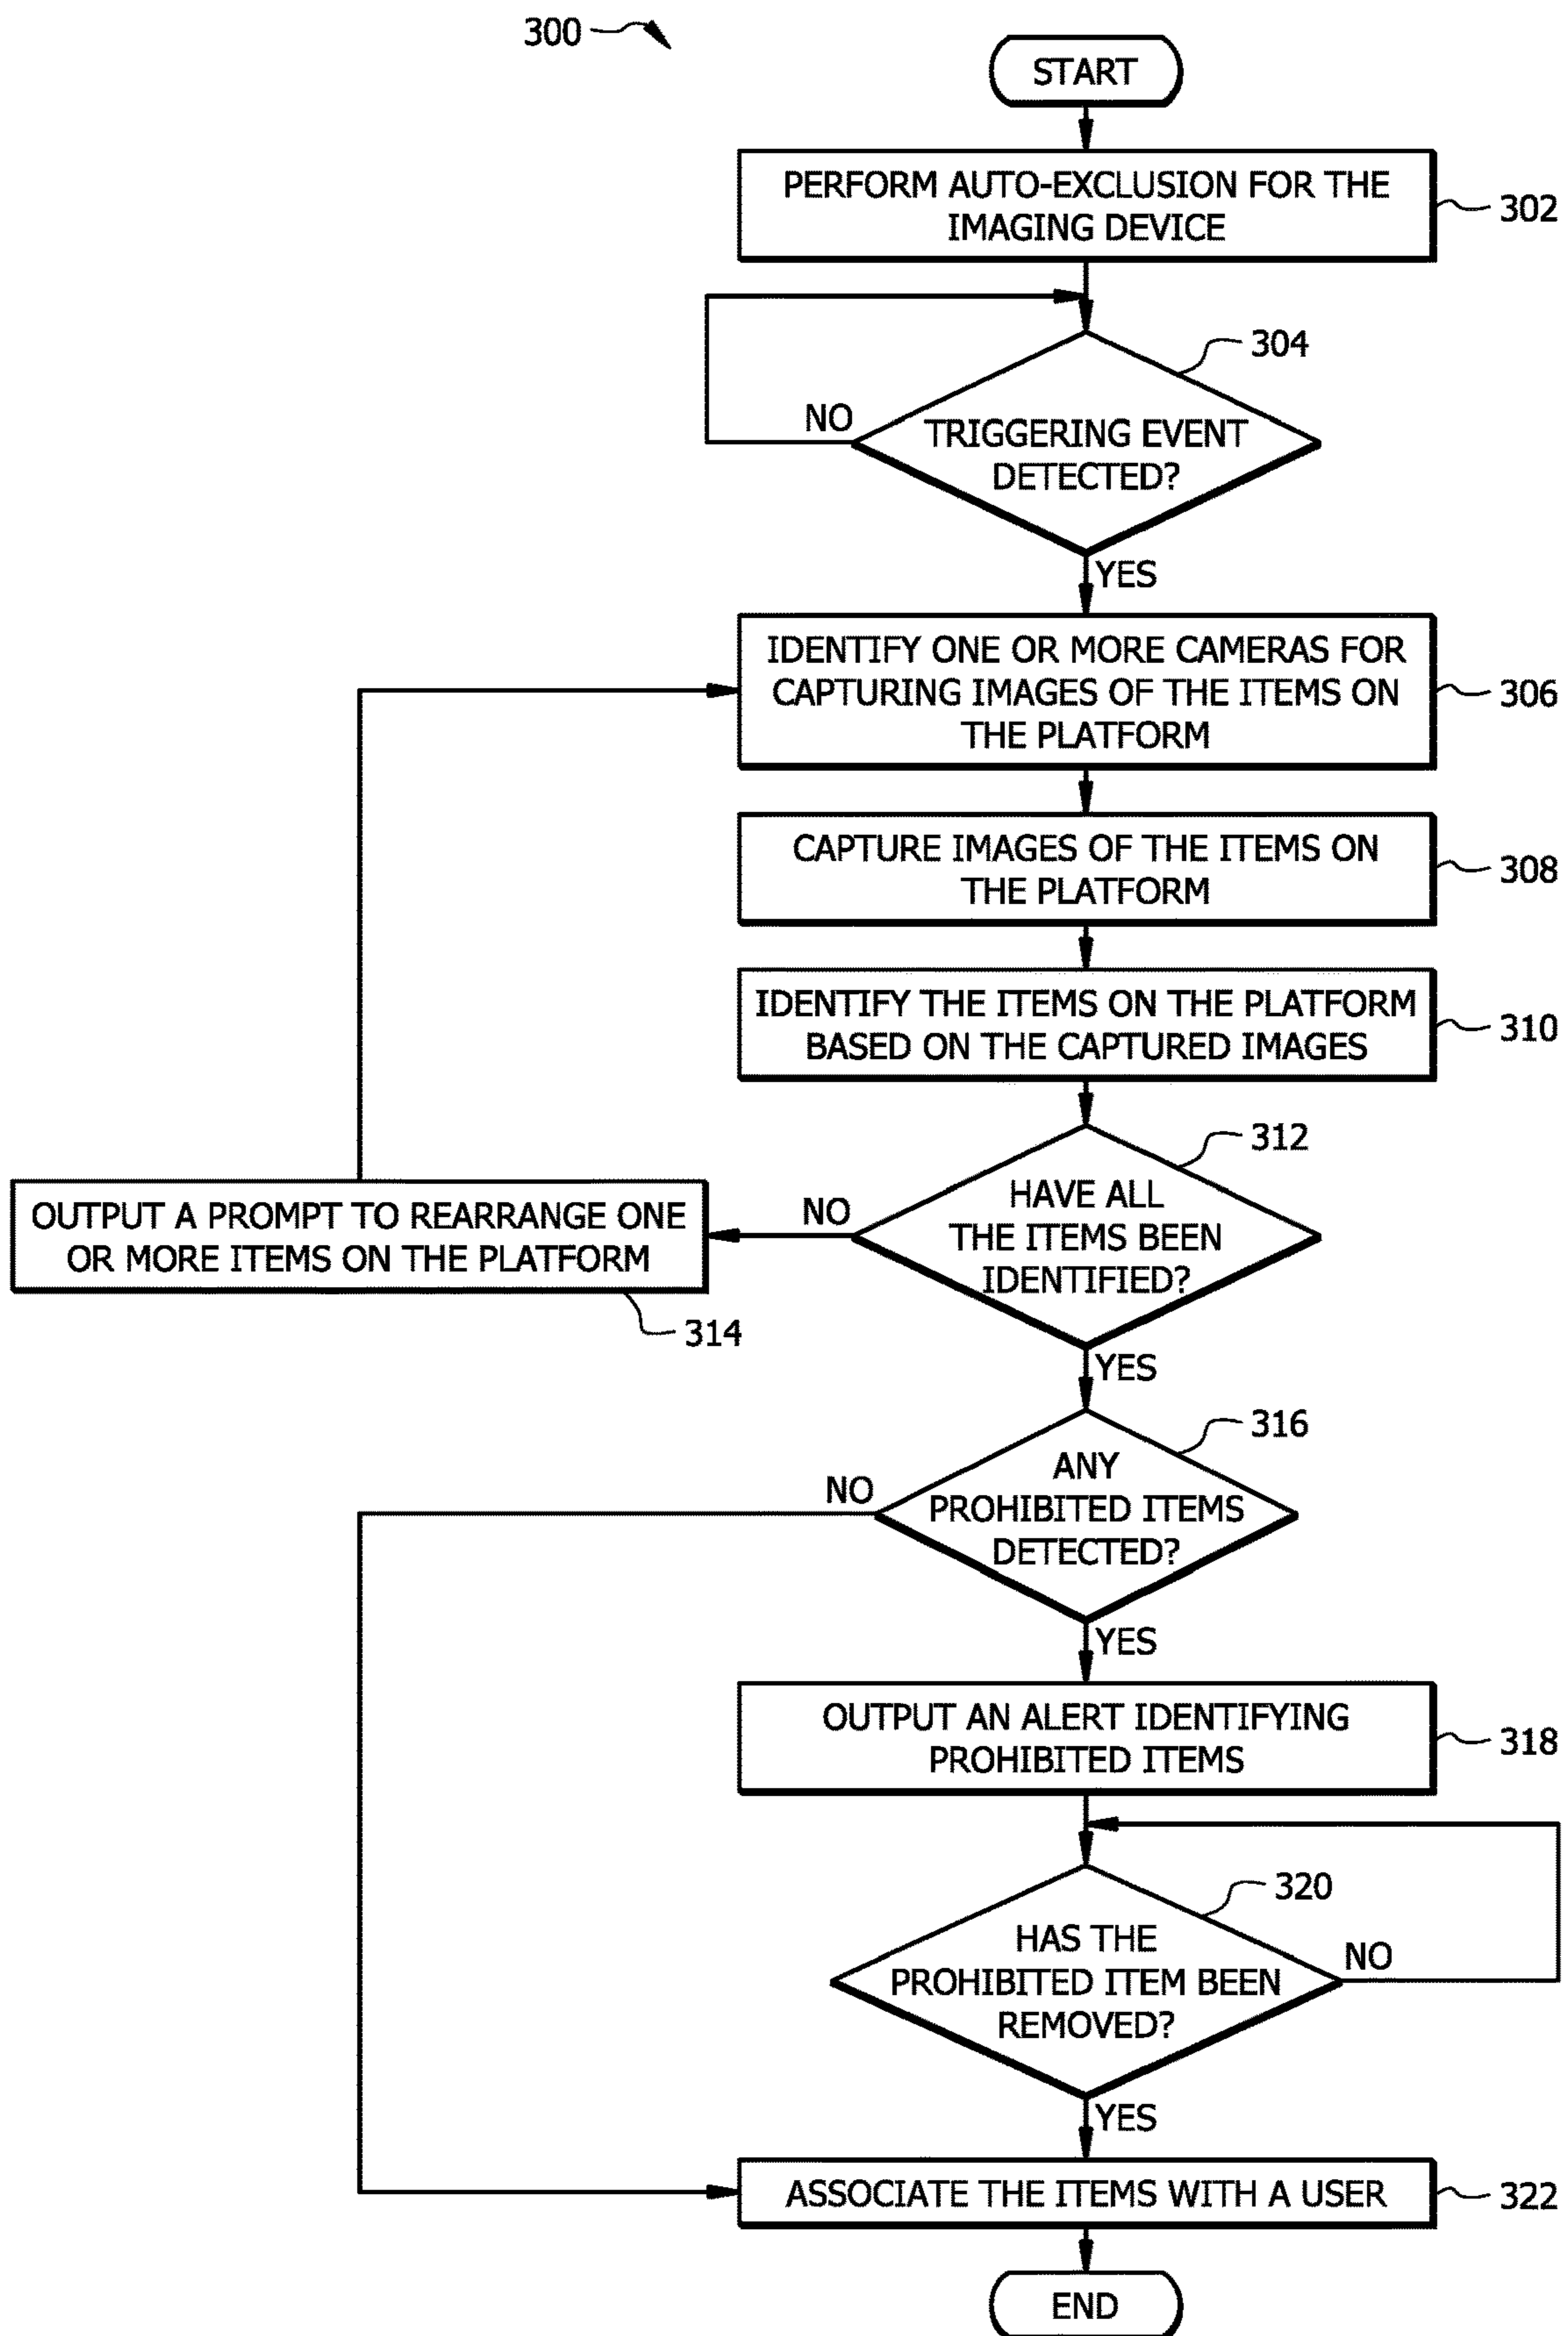 300
START
PERFORM AUTO-EXCLUSION FOR THE
IMAGING DEVICE
302
304
NO
TRIGGERING EVENT
DETECTED?
YES
IDENTIFY ONE OR MORE CAMERAS FOR
CAPTURING IMAGES OF THE ITEMS ON
THE PLATFORM
306
CAPTURE IMAGES OF THE ITEMS ON
THE PLATFORM
308
IDENTIFY THE ITEMS ON THE PLATFORM
BASED ON THE CAPTURED IMAGES
310
312
HAVE ALL
THE ITEMS BEEN
IDENTIFIED?
NO
OUTPUT A PROMPT TO REARRANGE ONE
OR MORE ITEMS ON THE PLATFORM
314
YES
316
ANY
PROHIBITED ITEMS
DETECTED?
NO
YES
OUTPUT AN ALERT IDENTIFYING
PROHIBITED ITEMS
318
320
HAS THE
PROHIBITED ITEM BEEN
REMOVED?
NO
YES
ASSOCIATE THE ITEMS WITH A USER
322
END